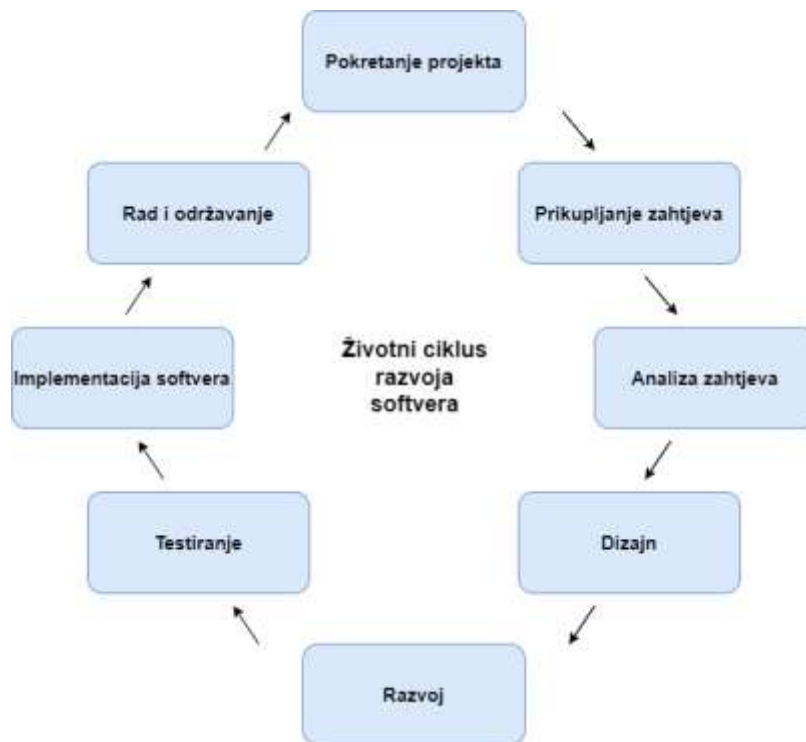 Pokretanje projekta
Prikupljanje zahtjeva
Analiza zahtjeva
Dizajn
Razvoj
Testiranje
Implementacija softvera
Rad i održavanje
Životni ciklus
razvoja
softvera